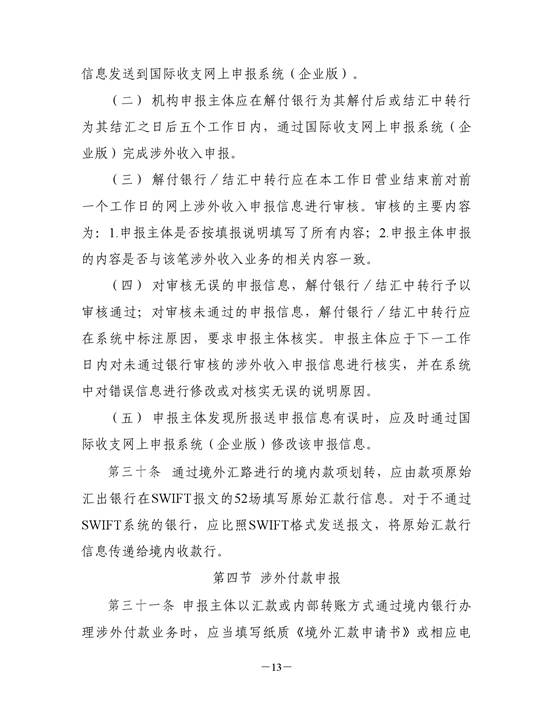 信息发送到国际收支网上申报系统（企业版）。
（二） 机构申报主体应在解付银行为其解付后或结汇中转行
为其结汇之日后五个工作日内，通过国际收支网上申报系统（企
业版）完成涉外收入申报。
（三） 解付银行／结汇中转行应在本工作日营业结束前对前
一个工作日的网上涉外收入申报信息进行审核。审核的主要内容
为：1.申报主体是否按填报说明填写了所有内容；2.申报主体申报
的内容是否与该笔涉外收入业务的相关内容一致。
（四） 对审核无误的申报信息，解付银行／结汇中转行予以
审核通过；对审核未通过的申报信息，解付银行／结汇中转行应
在系统中标注原因，要求申报主体核实。申报主体应于下一工作
日内对未通过银行审核的涉外收入申报信息进行核实，并在系统
中对错误信息进行修改或对核实无误的说明原因。
（五） 申报主体发现所报送申报信息有误时，应及时通过国
际收支网上申报系统（企业版）修改该申报信息。
第三十条 通过境外汇路进行的境内款项划转，应由款项原始
汇出银行在SWIFT报文的52场填写原始汇款行信息。对于不通过
SWIFT系统的银行，应比照SWIFT格式发送报文，将原始汇款行
信息传递给境内收款行。
第四节 涉外付款申报
第三十一条 申报主体以汇款或内部转账方式通过境内银行办
理涉外付款业务时，应当填写纸质《境外汇款申请书》或相应电
－13－